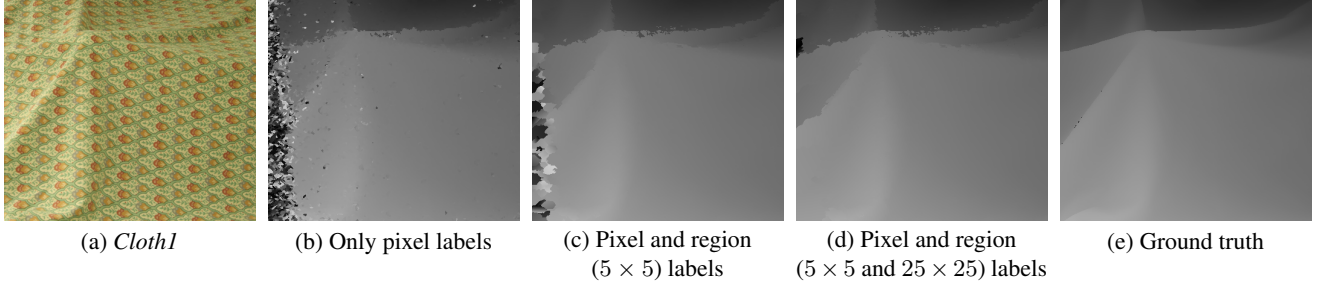 (a) Cloth1
(b) Only pixel labels
(c) Pixel and region
(5 × 5) labels
(d) Pixel and region
(5 × 5 and 25 × 25) labels
(e) Ground truth